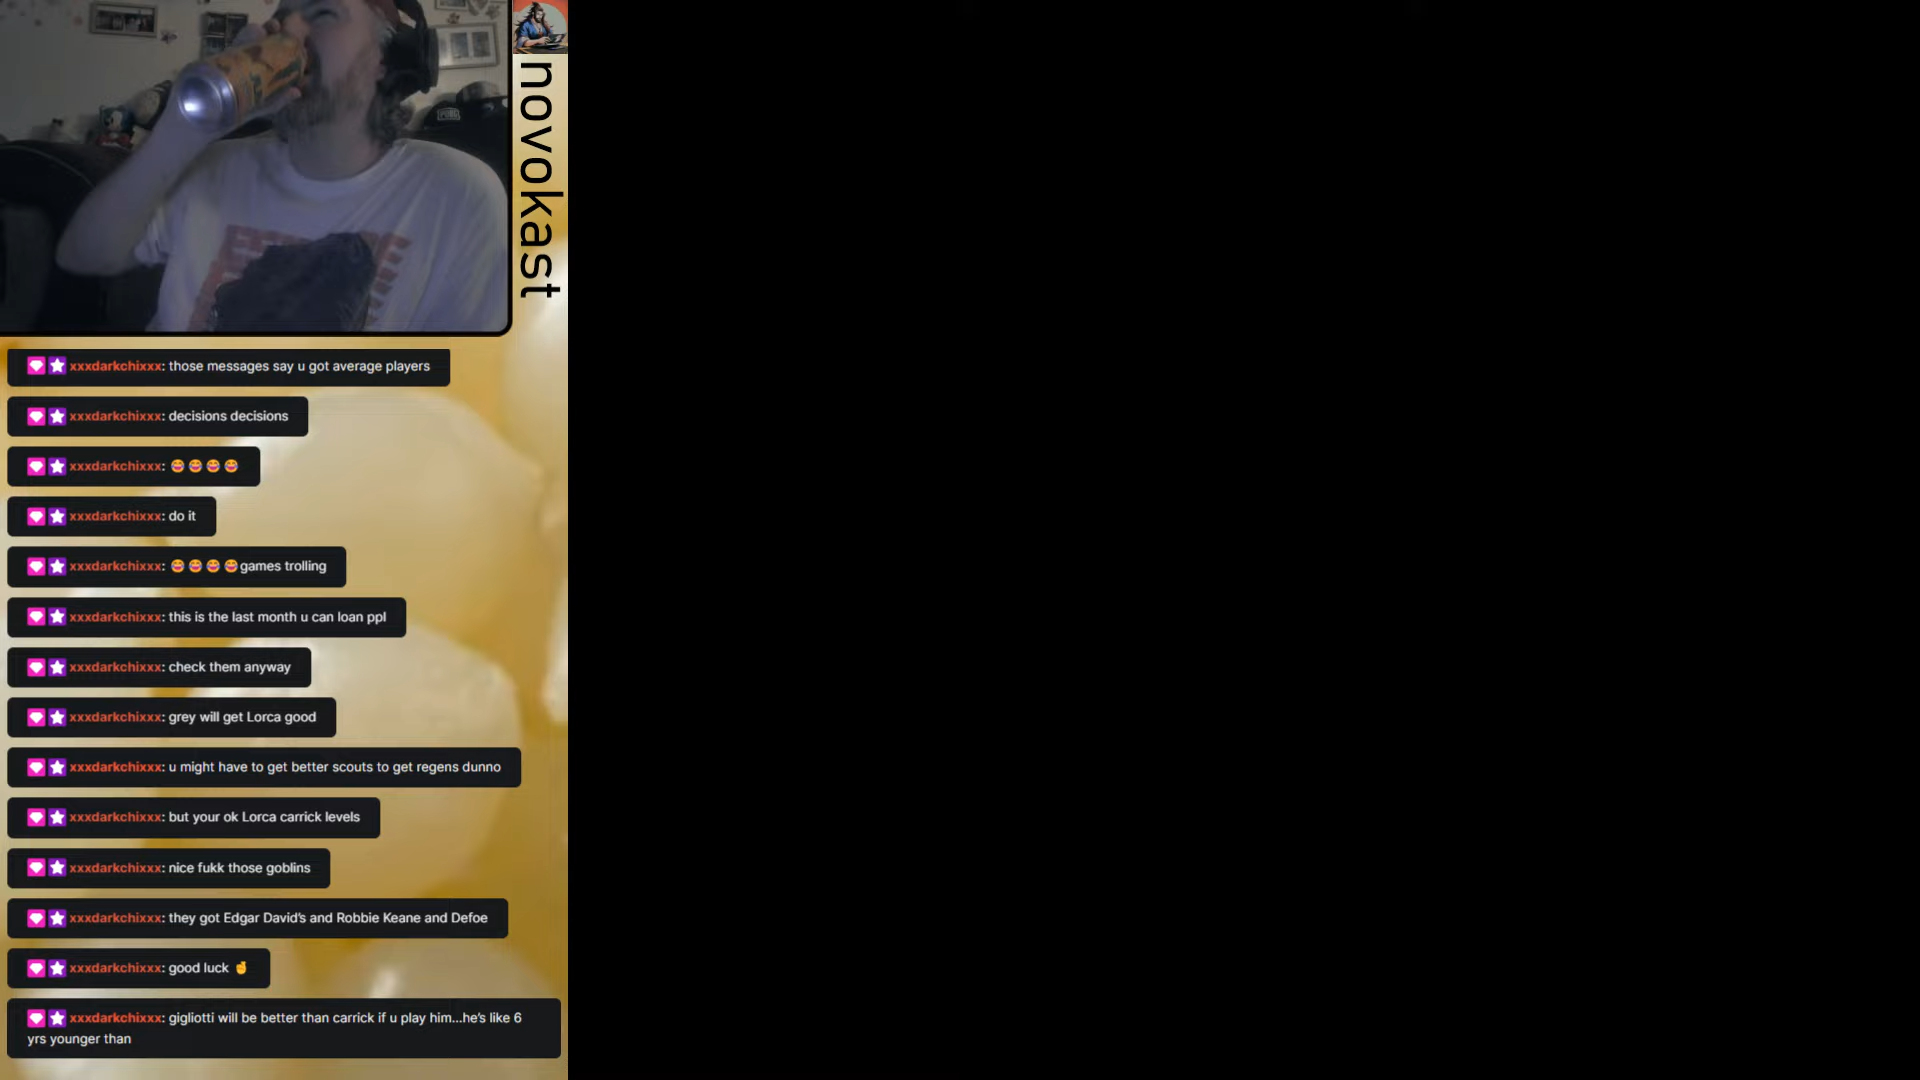 novokast
xxxdarkchixxx: those messages say u got average players
xxxdarkchixxx: decisions decisions
xxxdarkchixxx: 😆😆😆😆
xxxdarkchixxx: do it
xxxdarkchixxx: 😆😆😆😆games trolling
xxxdarkchixxx: this is the last month u can loan ppl
xxxdarkchixxx: check them anyway
xxxdarkchixxx: grey will get Lorca good
xxxdarkchixxx: u might have to get better scouts to get regens dunno
xxxdarkchixxx: but your ok Lorca carrick levels
xxxdarkchixxx: nice fukk those goblins
xxxdarkchixxx: they got Edgar David's and Robbie Keane and Defoe
xxxdarkchixxx: good luck 🤞
xxxdarkchixxx: gigliotti will be better than carrick if u play him...he's like 6
yrs younger than